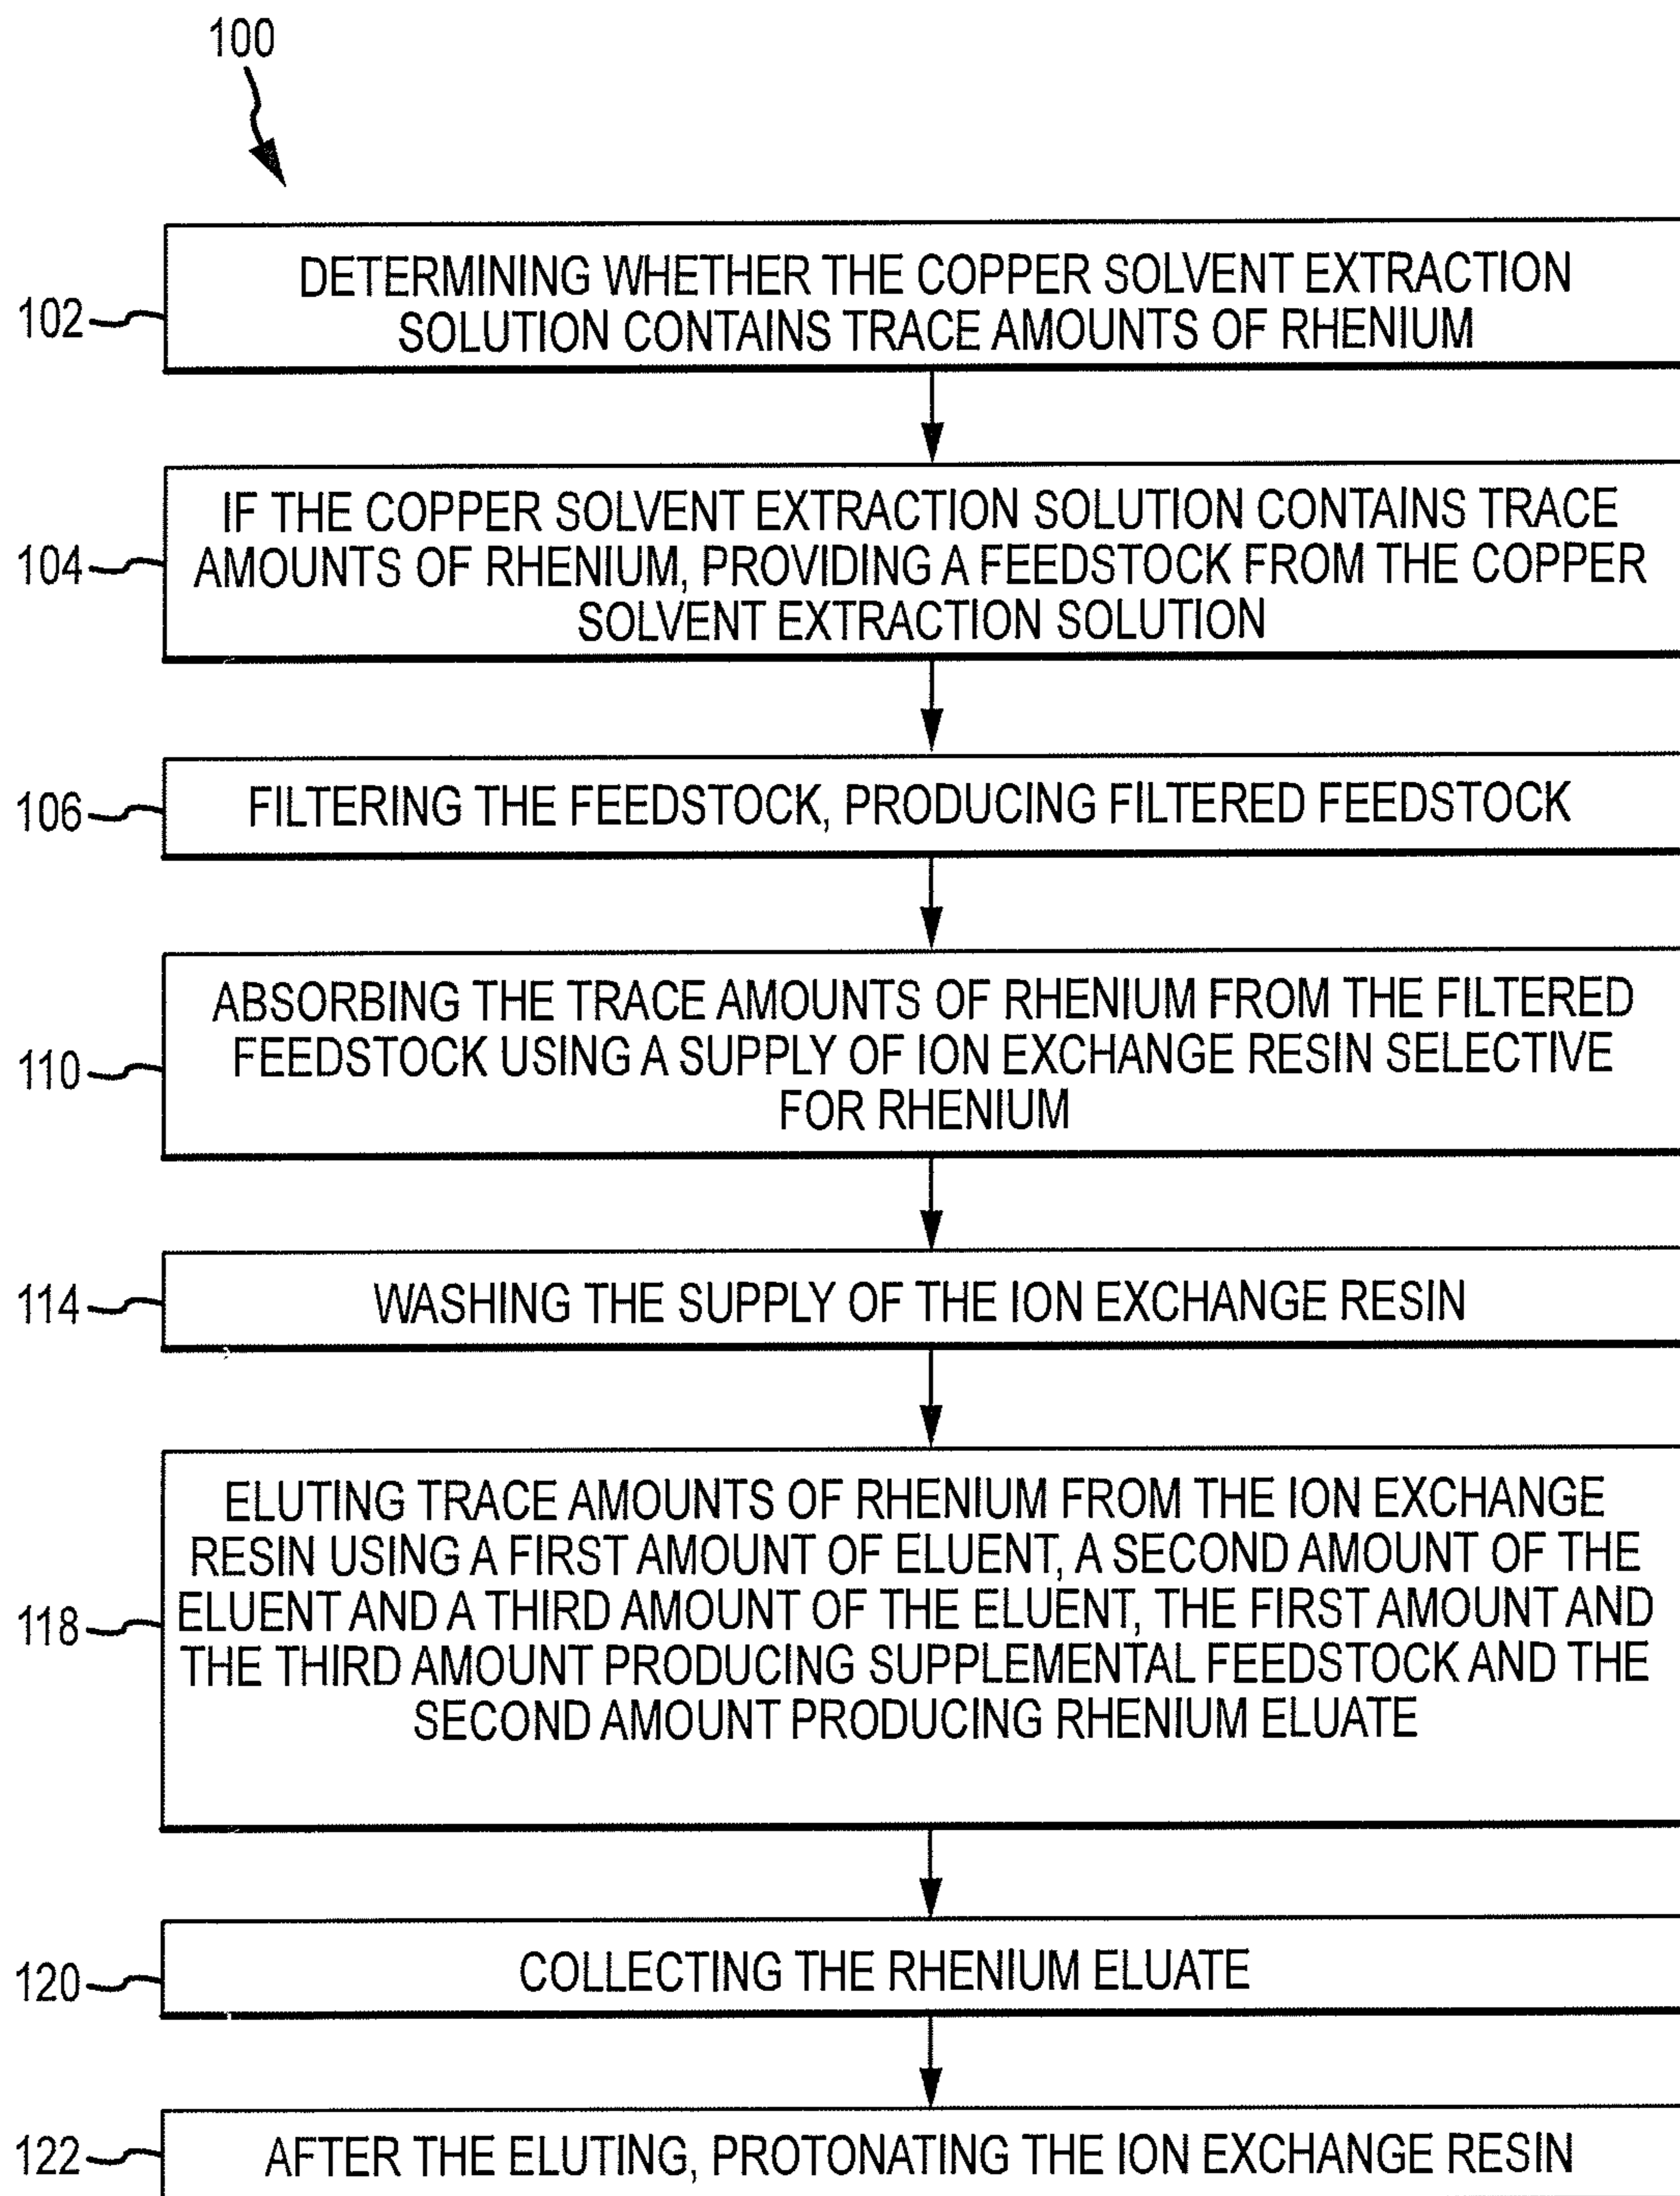 100
102
DETERMINING WHETHER THE COPPER SOLVENT EXTRACTION
SOLUTION CONTAINS TRACE AMOUNTS OF RHENIUM
104
IF THE COPPER SOLVENT EXTRACTION SOLUTION CONTAINS TRACE
AMOUNTS OF RHENIUM, PROVIDING A FEEDSTOCK FROM THE COPPER
SOLVENT EXTRACTION SOLUTION
106
FILTERING THE FEEDSTOCK, PRODUCING FILTERED FEEDSTOCK
110
ABSORBING THE TRACE AMOUNTS OF RHENIUM FROM THE FILTERED
FEEDSTOCK USING A SUPPLY OF ION EXCHANGE RESIN SELECTIVE
FOR RHENIUM
114
WASHING THE SUPPLY OF THE ION EXCHANGE RESIN
118
ELUTING TRACE AMOUNTS OF RHENIUM FROM THE ION EXCHANGE
RESIN USING A FIRST AMOUNT OF ELUENT, A SECOND AMOUNT OF THE
ELUENT AND A THIRD AMOUNT OF THE ELUENT, THE FIRST AMOUNT AND
THE THIRD AMOUNT PRODUCING SUPPLEMENTAL FEEDSTOCK AND THE
SECOND AMOUNT PRODUCING RHENIUM ELUATE
120
COLLECTING THE RHENIUM ELUATE
122
AFTER THE ELUTING, PROTONATING THE ION EXCHANGE RESIN